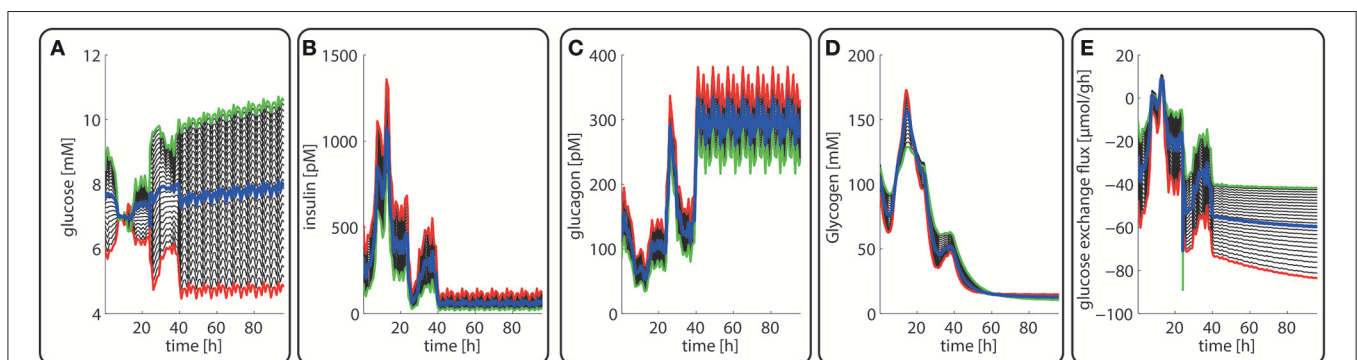 A
12
10
8
6
4
glucose [mM]
20 40 60 80
time [h]
B
1500
1000
500
0
insulin [pM]
20 40 60 80
time [h]
C
400
300
200
100
0
glucagon [pM]
20 40 60 80
time [h]
D
200
150
100
50
0
Glycogen [mM]
20 40 60 80
time [h]
E
20
0
−20
−40
−60
−80
−100
glucose exchange flux [µmol/gh]
20 40 60 80
time [h]